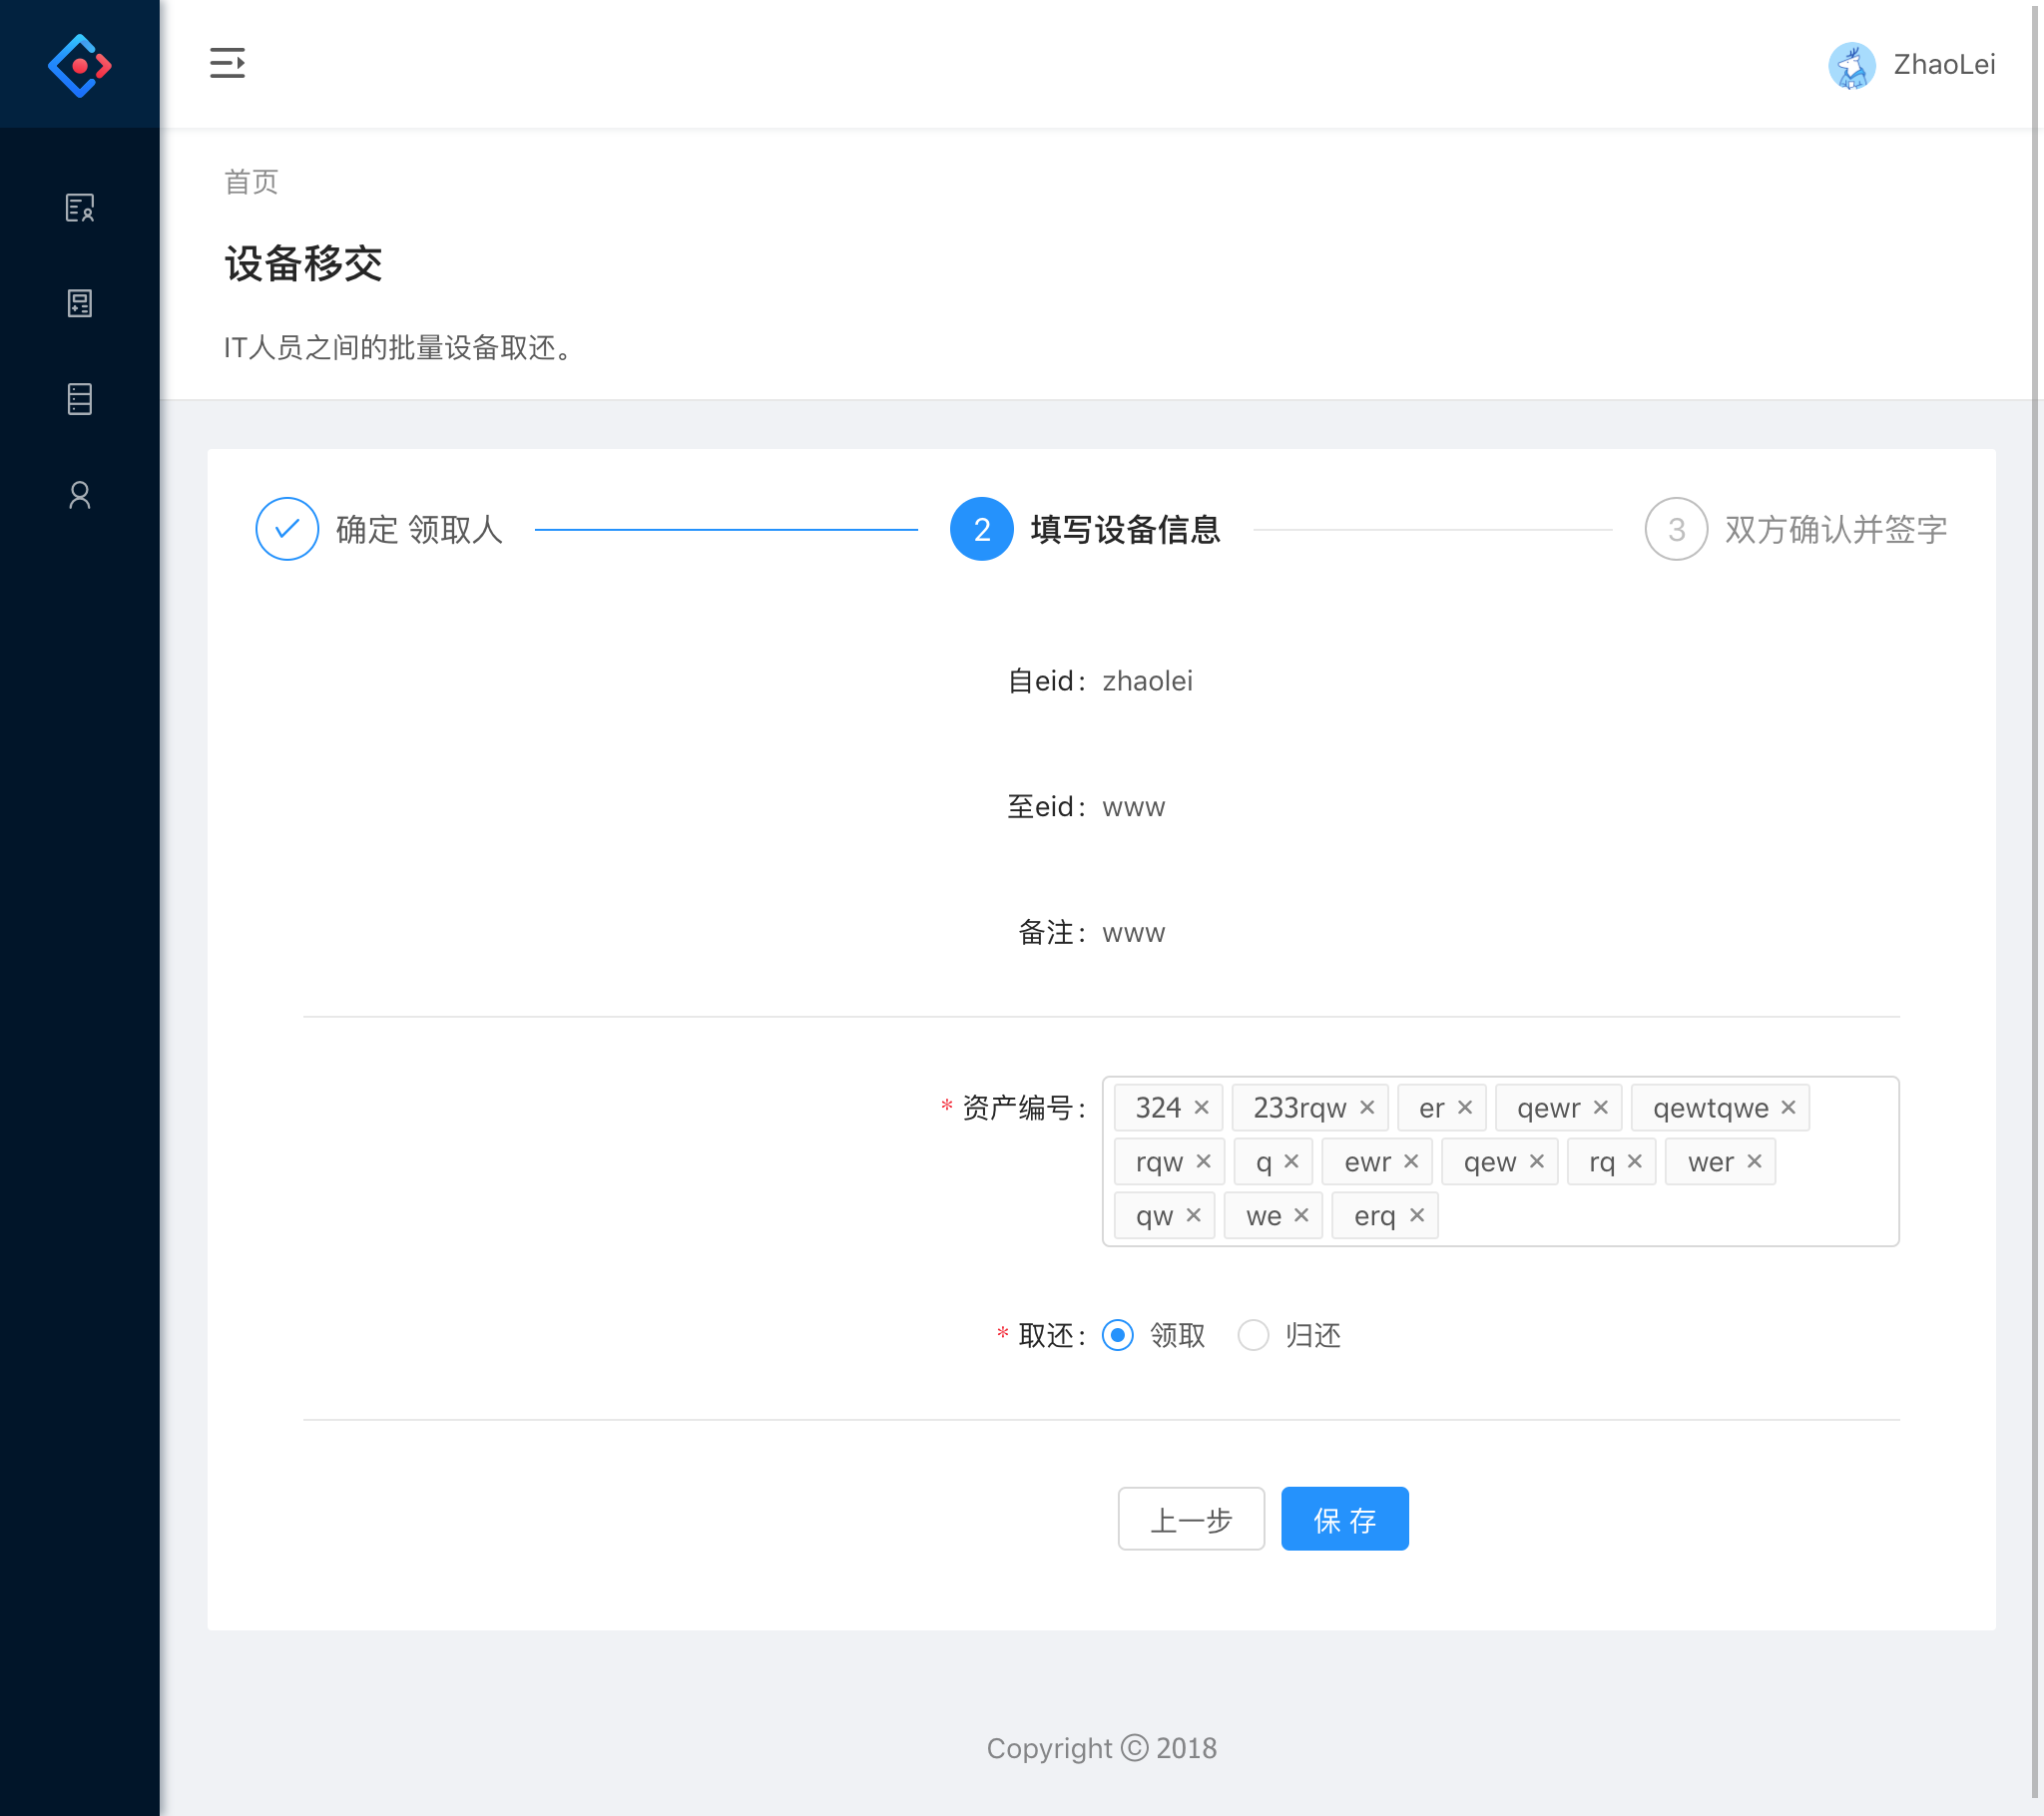 ZhaoLei
首页
设备移交
IT人员之间的批量设备取还。
确定 领取人
2 填写设备信息
3 双方确认并签字
自eid: zhaolei
至eid: www
备注: www
* 资产编号: 324 × 233rqw × er × qewr × qewtqwe ×
rqw × q × ewr × qew × rq × wer ×
qw × we × erq ×
* 取还: 领取 归还
上一步 保 存
Copyright © 2018